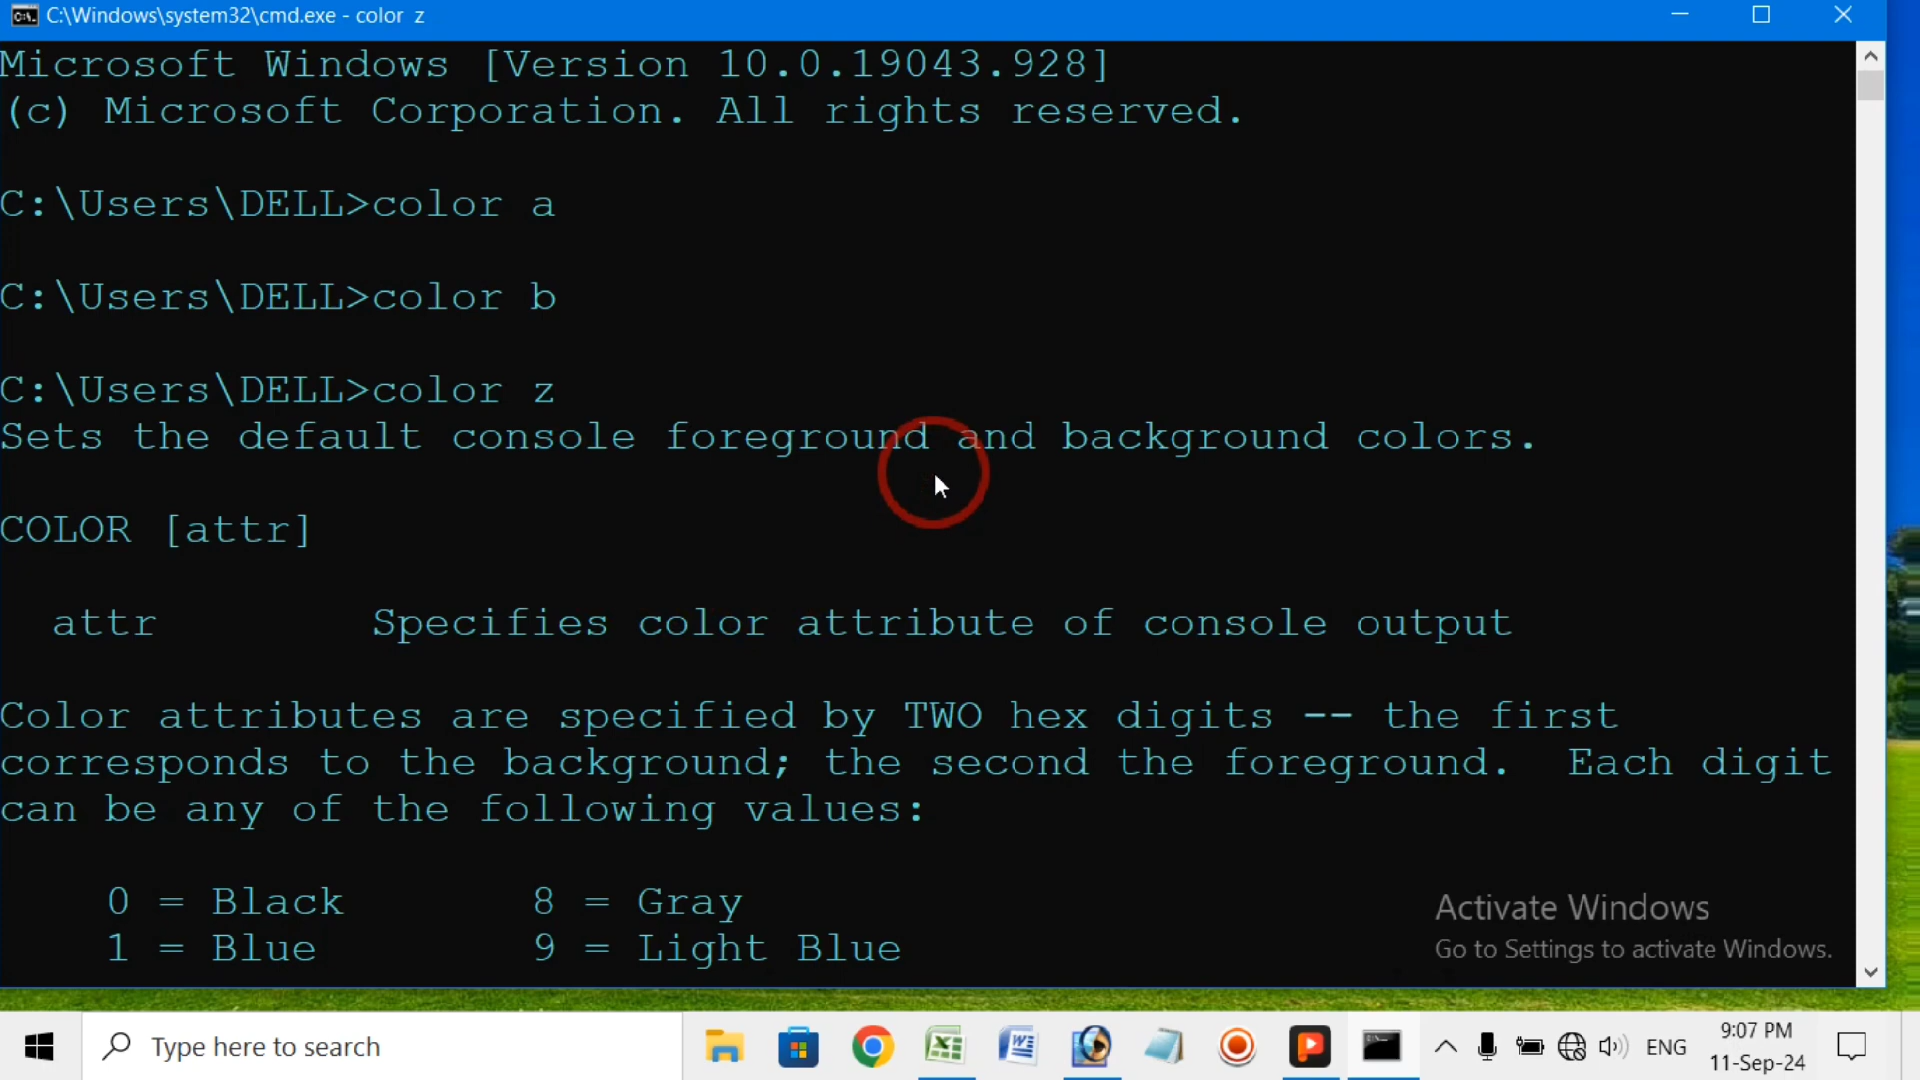 C:\Windows\system32\cmd.exe - color  z
Microsoft Windows [Version 10.0.19043.928]
(c) Microsoft Corporation. All rights reserved.
C:\Users\DELL>color a
C:\Users\DELL>color b
C:\Users\DELL>color z
Sets the default console foreground and background colors.
COLOR [attr]
attr        Specifies color attribute of console output
Color attributes are specified by TWO hex digits -- the first
corresponds to the background; the second the foreground.  Each digit
can be any of the following values:
0 = Black       8 = Gray
1 = Blue        9 = Light Blue
Activate Windows
Go to Settings to activate Windows.
Type here to search
ENG
9:07 PM
11-Sep-24